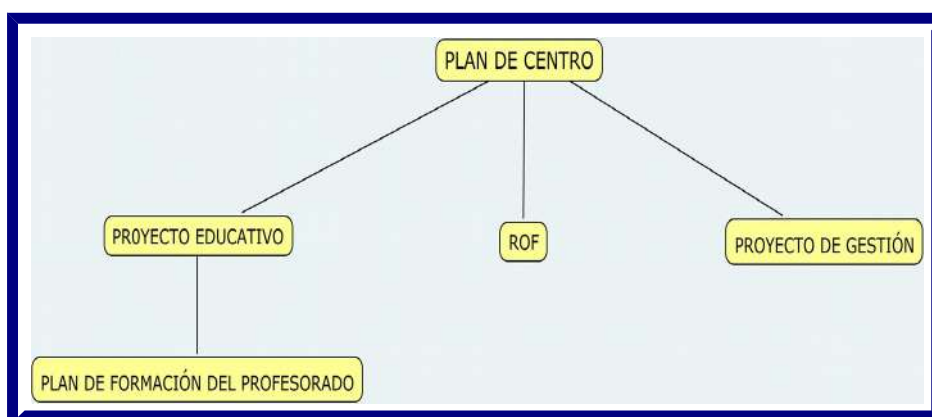 PLAN DE CENTRO
PR0YECTO EDUCATIVO
ROF
PROYECTO DE GESTIÓN
PLAN DE FORMACIÓN DEL PROFESORADO